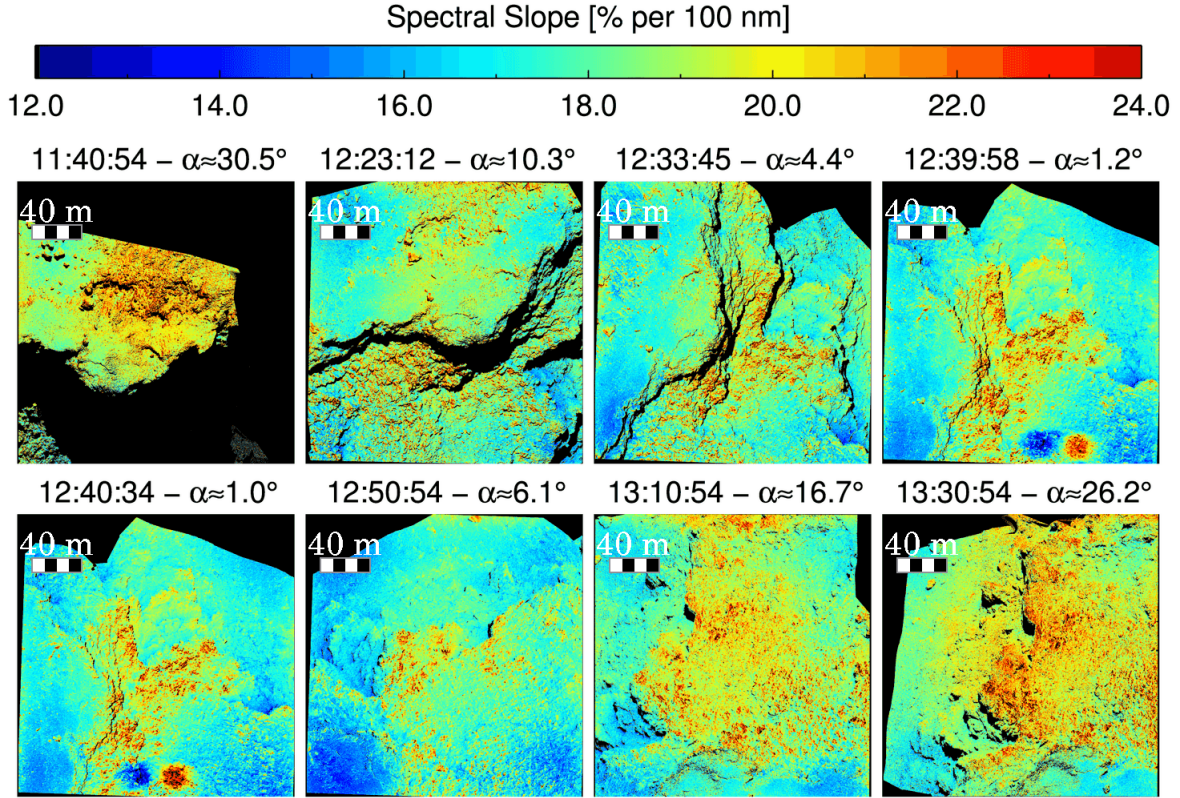 Spectral Slope [% per 100 nm]
12.0 14.0 16.0 18.0 20.0 22.0 24.0
11:40:54 – α≈30.5° 12:23:12 – α≈10.3° 12:33:45 – α≈4.4° 12:39:58 – α≈1.2°
40 m 40 m 40 m 40 m
12:40:34 – α≈1.0° 12:50:54 – α≈6.1° 13:10:54 – α≈16.7° 13:30:54 – α≈26.2°
40 m 40 m 40 m 40 m